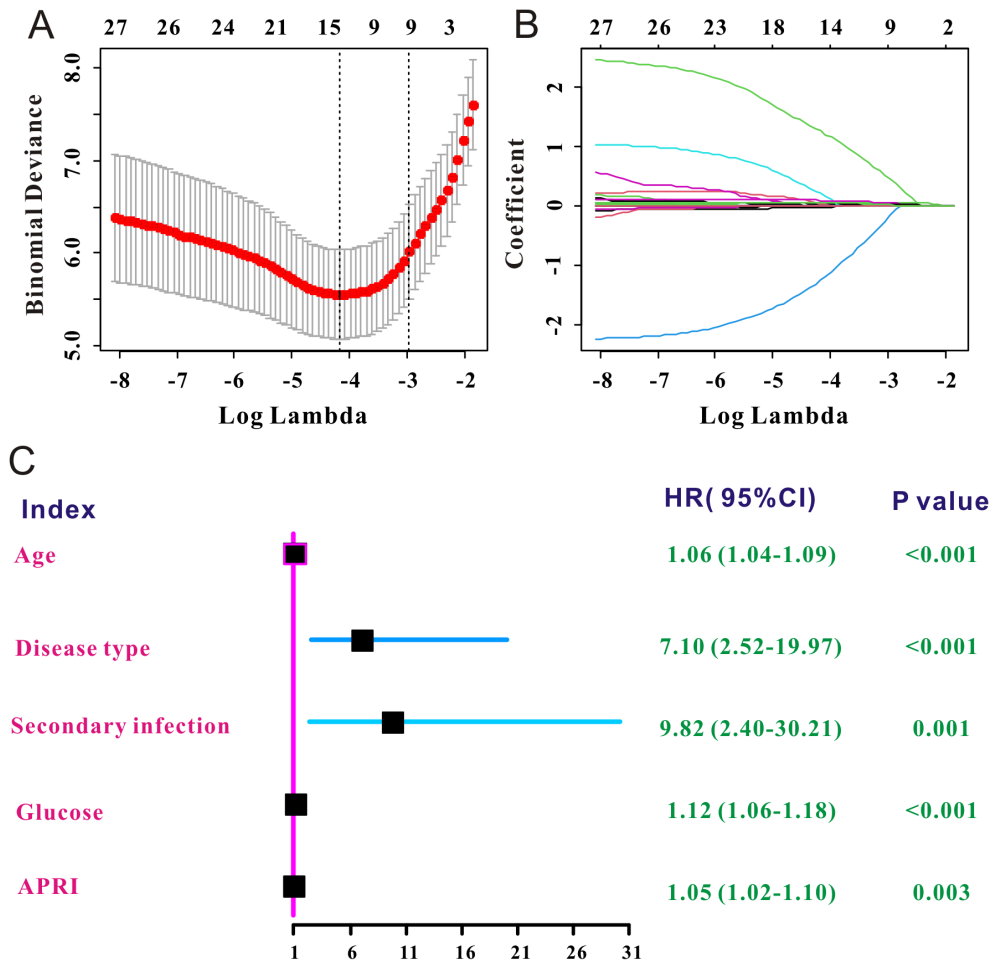 A
27 26 24 21 15 9 9 3
8.0
7.0
6.0
5.0
Binomial Deviance
-8 -7 -6 -5 -4 -3 -2
Log Lambda
B
27 26 23 18 14 9 2
2
1
0
-1
-2
Coefficient
-8 -7 -6 -5 -4 -3 -2
Log Lambda
C
Index HR( 95%CI) P value
Age 1.06 (1.04-1.09) <0.001
Disease type 7.10 (2.52-19.97) <0.001
Secondary infection 9.82 (2.40-30.21) 0.001
Glucose 1.12 (1.06-1.18) <0.001
APRI 1.05 (1.02-1.10) 0.003
1 6 11 16 21 26 31